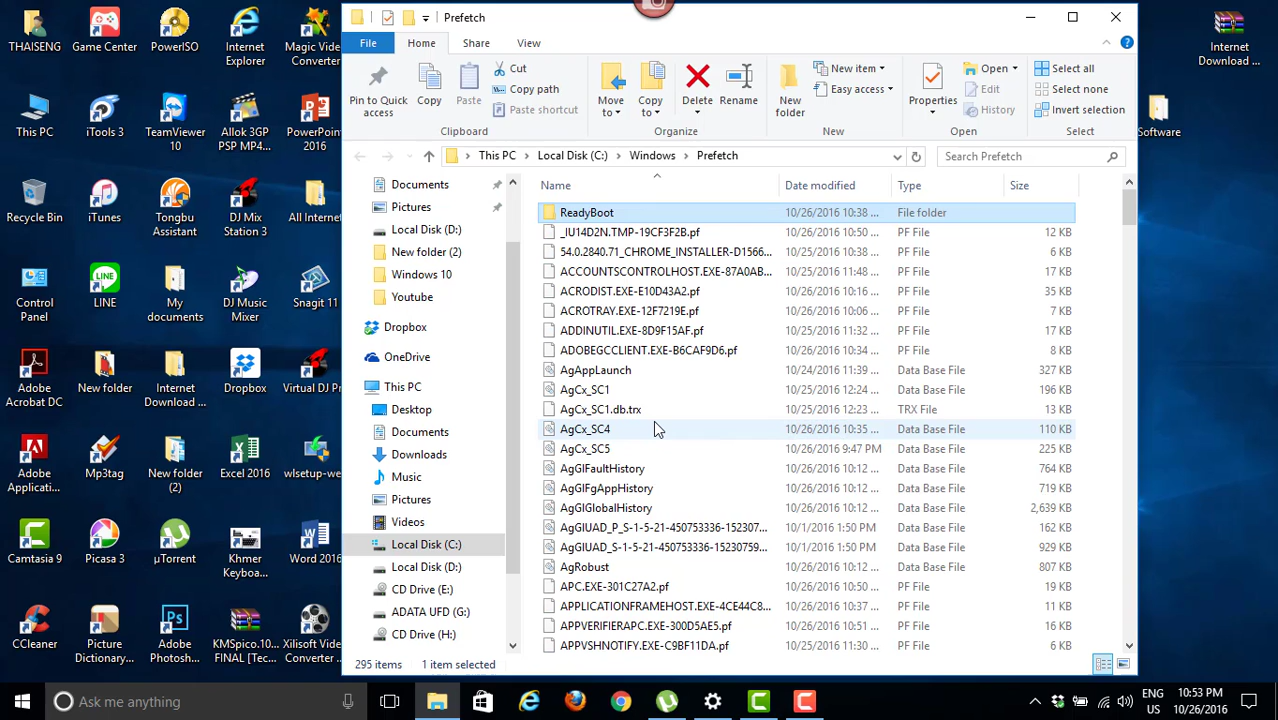 Prefetch
File
Home
Share
View
Pin to Quick
access
Copy
Paste
Cut
Copy path
Paste shortcut
Clipboard
Move
to
Copy
to
Delete
Rename
Organize
New
folder
New item
Easy access
New
Properties
Open
Edit
History
Open
Select all
Select none
Invert selection
Select
This PC
Local Disk (C:)
Windows
Prefetch
Search Prefetch
Documents
Pictures
Local Disk (D:)
New folder (2)
Windows 10
Youtube
Dropbox
OneDrive
This PC
Desktop
Documents
Downloads
Music
Pictures
Videos
Local Disk (C:)
Local Disk (D:)
CD Drive (E:)
ADATA UFD (G:)
CD Drive (H:)
Name Date modified Type Size
ReadyBoot 10/26/2016 10:38 ... File folder
_IU14D2N.TMP-19CF3F2B.pf 10/26/2016 10:50 ... PF File 12 KB
54.0.2840.71_CHROME_INSTALLER-D1566... 10/25/2016 10:38 ... PF File 6 KB
ACCOUNTSCONTROLHOST.EXE-87A0AB... 10/25/2016 11:48 ... PF File 17 KB
ACRODIST.EXE-E10D43A2.pf 10/26/2016 10:16 ... PF File 35 KB
ACROTRAY.EXE-12F7219E.pf 10/26/2016 10:06 ... PF File 17 KB
ADDINUTIL.EXE-8D9F15AF.pf 10/25/2016 11:32 ... PF File 17 KB
ADOBEGCCLIENT.EXE-B6CAF9D6.pf 10/26/2016 10:34 ... PF File 8 KB
AgAppLaunch 10/24/2016 11:39 ... Data Base File 327 KB
AgCx_SC1 10/25/2016 12:24 ... Data Base File 196 KB
AgCx_SC1.db.trx 10/25/2016 12:23 ... TRX File 13 KB
AgCx_SC4 10/26/2016 10:35 ... Data Base File 110 KB
AgCx_SC5 10/26/2016 9:47 PM Data Base File 225 KB
AgGlFaultHistory 10/26/2016 10:12 ... Data Base File 764 KB
AgGlFgAppHistory 10/26/2016 10:12 ... Data Base File 719 KB
AgGlGlobalHistory 10/26/2016 10:12 ... Data Base File 2,639 KB
AgGlUAD_P_S-1-5-21-450753336-152307... 10/1/2016 1:50 PM Data Base File 162 KB
AgGlUAD_S-1-5-21-450753336-15230759... 10/1/2016 1:50 PM Data Base File 929 KB
AgRobust 10/26/2016 10:12 ... Data Base File 807 KB
APC.EXE-301C27A2.pf 10/26/2016 10:50 ... PF File 19 KB
APPLICATIONFRAMEHOST.EXE-4CE44C8... 10/26/2016 10:37 ... PF File 11 KB
APPVERIFIERAPC.EXE-300D5AE5.pf 10/26/2016 10:51 ... PF File 16 KB
APPVSHNOTIFY.EXE-C9BF11DA.pf 10/25/2016 11:30 ... PF File 6 KB
295 items 1 item selected
THAISENG
Game Center
PowerISO
Internet
Explorer
Magic Video
Converter
This PC
iTools 3
TeamViewer
10
Allok 3GP
PSP MP4...
PowerPoint
2016
Recycle Bin
iTunes
Tongbu
Assistant
DJ Mix
Station 3
All Internet
Control
Panel
LINE
My
documents
DJ Music
Mixer
Snagit 11
Adobe
Acrobat DC
New folder
Internet
Download ...
Dropbox
Virtual DJ Pr
Adobe
Applicati...
Mp3tag
New folder
(2)
Excel 2016
wlsetup-we
Camtasia 9
Picasa 3
µTorrent
Khmer
Keyboa...
Word 2016
CCleaner
Picture
Dictionary...
Adobe
Photosh...
KMSpico.10...
FINAL [Tec...
Xilisoft Video
Converter ...
Internet
Download ...
Software
Ask me anything
ENG
US
10:53 PM
10/26/2016